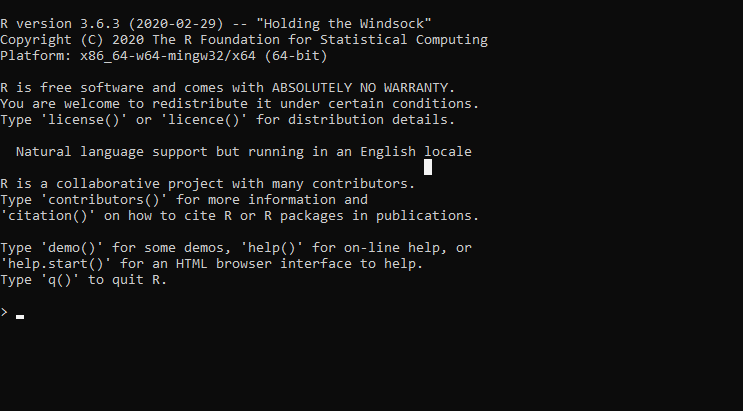 R version 3.6.3 (2020-02-29) -- "Holding the Windsock"
Copyright (C) 2020 The R Foundation for Statistical Computing
Platform: x86_64-w64-mingw32/x64 (64-bit)
R is free software and comes with ABSOLUTELY NO WARRANTY.
You are welcome to redistribute it under certain conditions.
Type 'license()' or 'licence()' for distribution details.
Natural language support but running in an English locale
R is a collaborative project with many contributors.
Type 'contributors()' for more information and
'citation()' on how to cite R or R packages in publications.
Type 'demo()' for some demos, 'help()' for on-line help, or
'help.start()' for an HTML browser interface to help.
Type 'q()' to quit R.
>